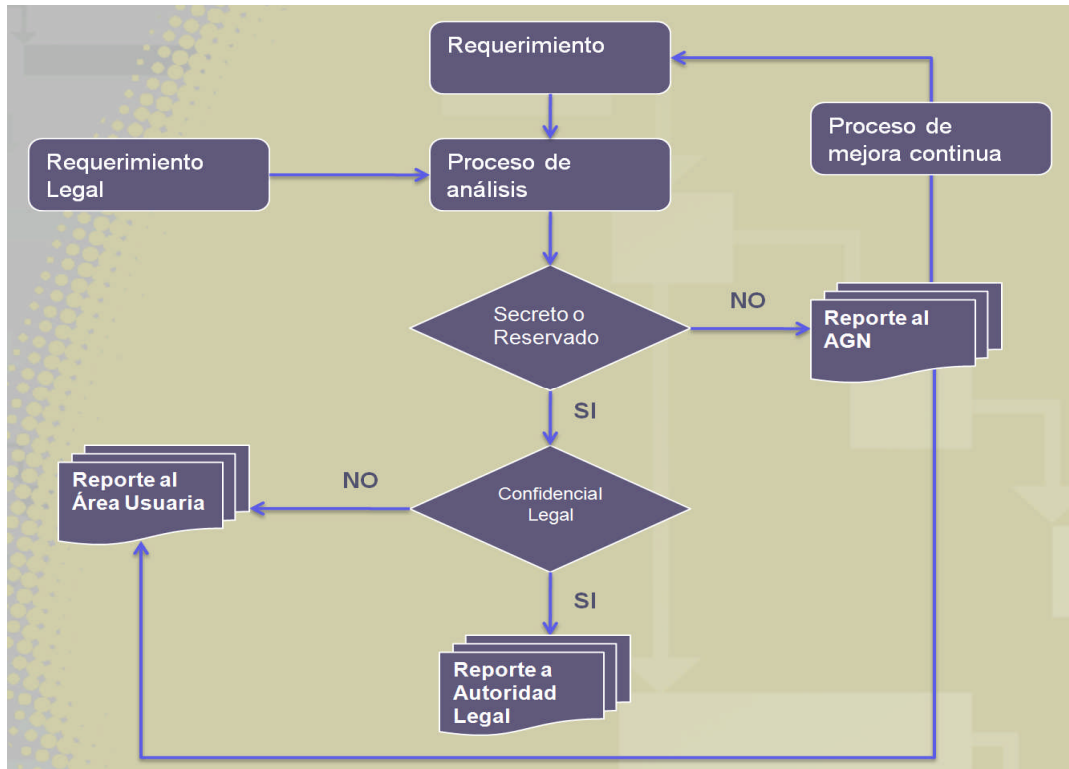 Requerimiento
Proceso de
mejora continua
Requerimiento
Legal
Proceso de
análisis
Secreto o
Reservado
NO
Reporte al
AGN
SI
Reporte al
Área Usuaria
NO
Confidencial
Legal
SI
Reporte a
Autoridad
Legal